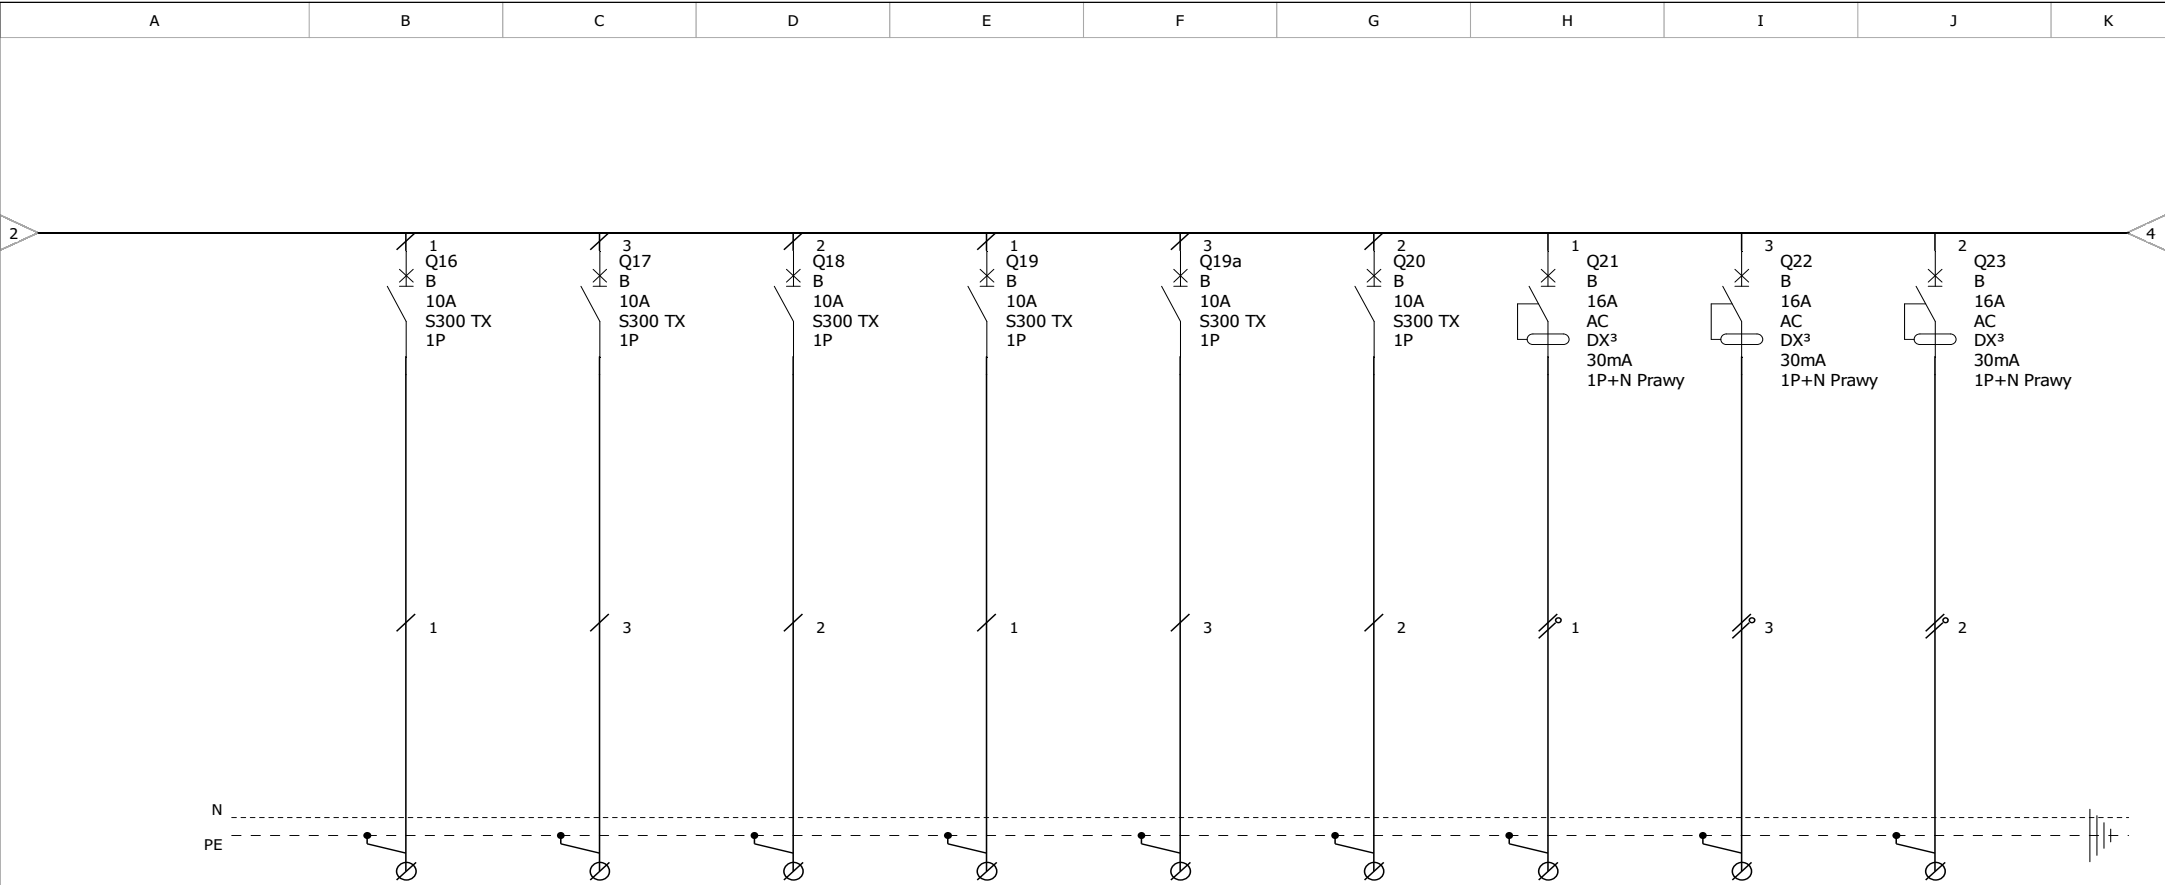 A B C D E F G H I J K
2 4
1
Q16
B
10A
S300 TX
1P
3
Q17
B
10A
S300 TX
1P
2
Q18
B
10A
S300 TX
1P
1
Q19
B
10A
S300 TX
1P
3
Q19a
B
10A
S300 TX
1P
2
Q20
B
10A
S300 TX
1P
1
Q21
B
16A
AC
DX³
30mA
1P+N Prawy
3
Q22
B
16A
AC
DX³
30mA
1P+N Prawy
2
Q23
B
16A
AC
DX³
30mA
1P+N Prawy
1 3 2 1 3 2 1 3 2
N
PE